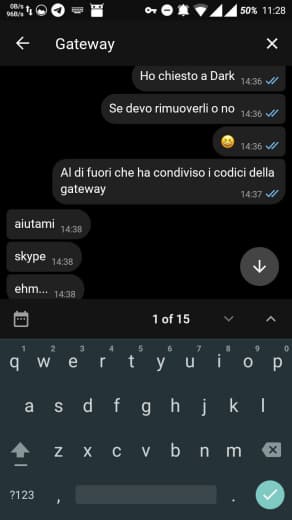 0B/s
96B/s
50% 11:28
Gateway
Ho chiesto a Dark 14:36
Se devo rimuoverli o no 14:36
😆 14:36
Al di fuori che ha condiviso i codici della
gateway 14:37
aiutami 14:38
skype 14:38
ehm... 14:38
1 of 15
1 2 3 4 5 6 7 8 9 0
q w e r t y u i o p
a s d f g h j k l
z x c v b n m
?123 , .